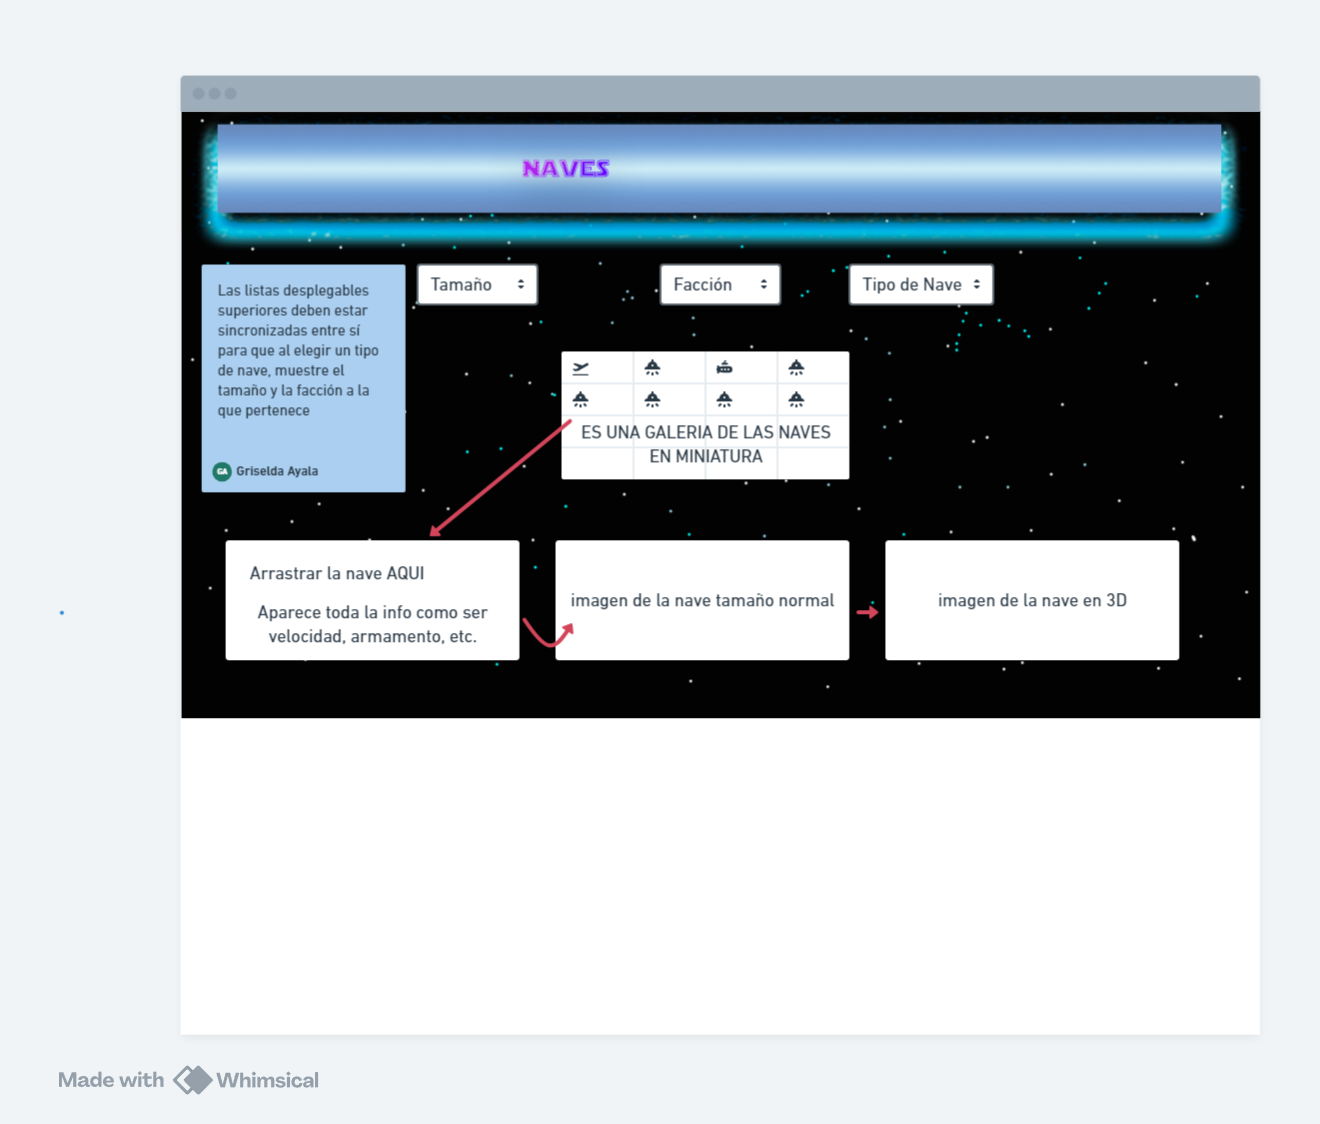 NAVES
Las listas desplegables
superiores deben estar
sincronizadas entre sí
para que al elegir un tipo
de nave, muestre el
tamaño y la facción a la
que pertenece
GA Griselda Ayala
Tamaño
Facción
Tipo de Nave
ES UNA GALERIA DE LAS NAVES
EN MINIATURA
Arrastrar la nave AQUI
Aparece toda la info como ser
velocidad, armamento, etc.
imagen de la nave tamaño normal
imagen de la nave en 3D
Made with Whimsical